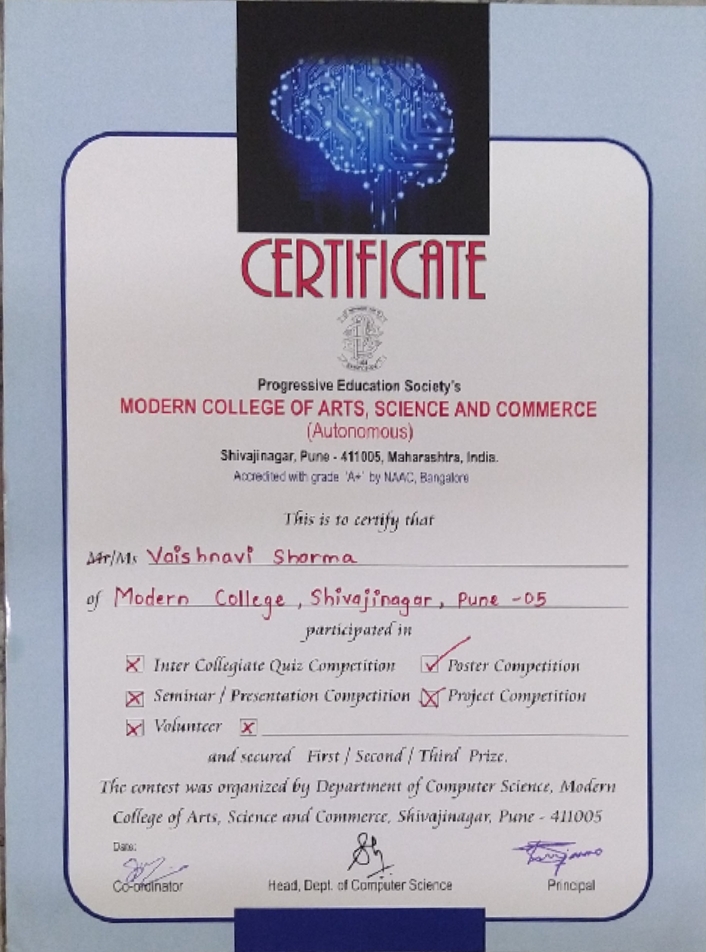 CERTIFICATE
Progressive Education Society's
MODERN COLLEGE OF ARTS, SCIENCE AND COMMERCE
(Autonomous)
Shivajinagar, Pune - 411005, Maharashtra, India.
Accredited with grade 'A+' by NAAC, Bangalore
This is to certify that
Mr/Ms Vaishnavi Sharma
of Modern College, Shivajinagar, Pune -05
participated in
Inter Collegiate Quiz Competition Poster Competition
Seminar / Presentation Competition Project Competition
Volunteer
and secured First / Second / Third Prize.
The contest was organized by Department of Computer Science, Modern
College of Arts, Science and Commerce, Shivajinagar, Pune - 411005
Date:
Co-ordinator Head, Dept. of Computer Science Principal